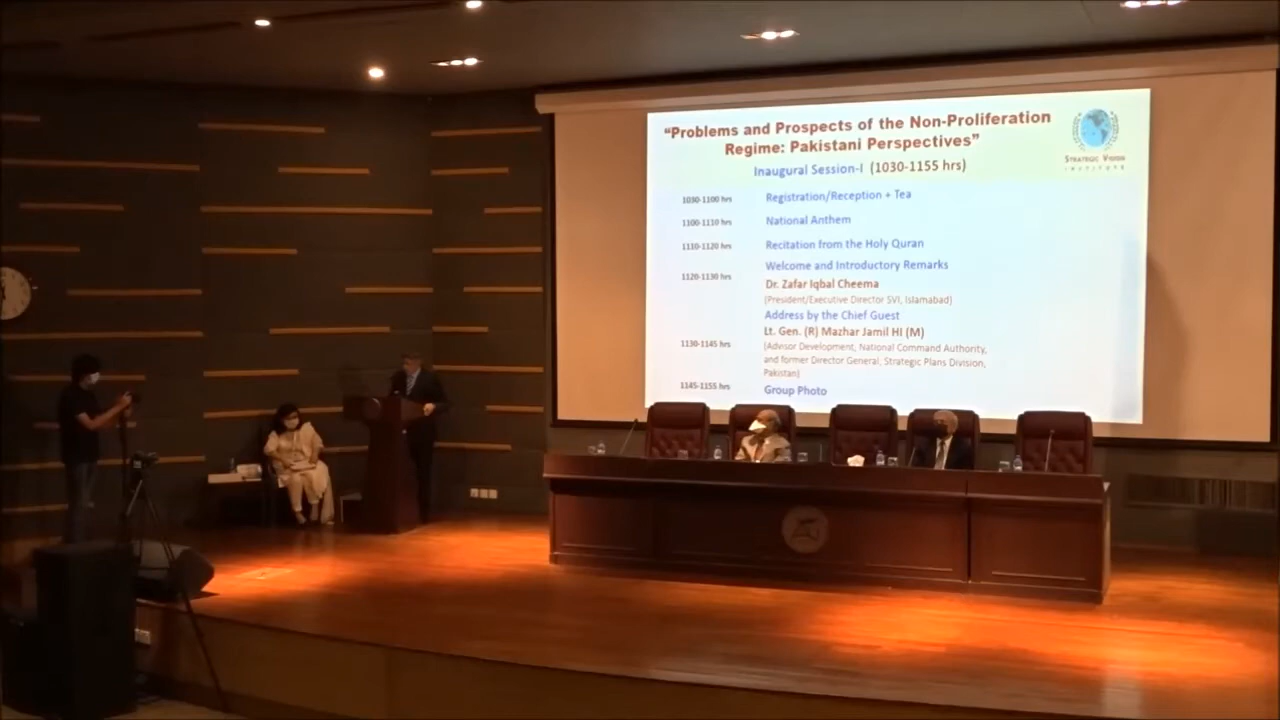 “Problems and Prospects of the Non-Proliferation
Regime: Pakistani Perspectives”
STRATEGIC VISION
INSTITUTE
Inaugural Session-I (1030-1155 hrs)
1030-1100 hrs Registration/Reception + Tea
1100-1110 hrs National Anthem
1110-1120 hrs Recitation from the Holy Quran
Welcome and Introductory Remarks
1120-1130 hrs
Dr. Zafar Iqbal Cheema
(President/Executive Director SVI, Islamabad)
Address by the Chief Guest
Lt. Gen. (R) Mazhar Jamil HI (M)
1130-1145 hrs (Advisor Development, National Command Authority,
and former Director General, Strategic Plans Division,
Pakistan)
1145-1155 hrs Group Photo